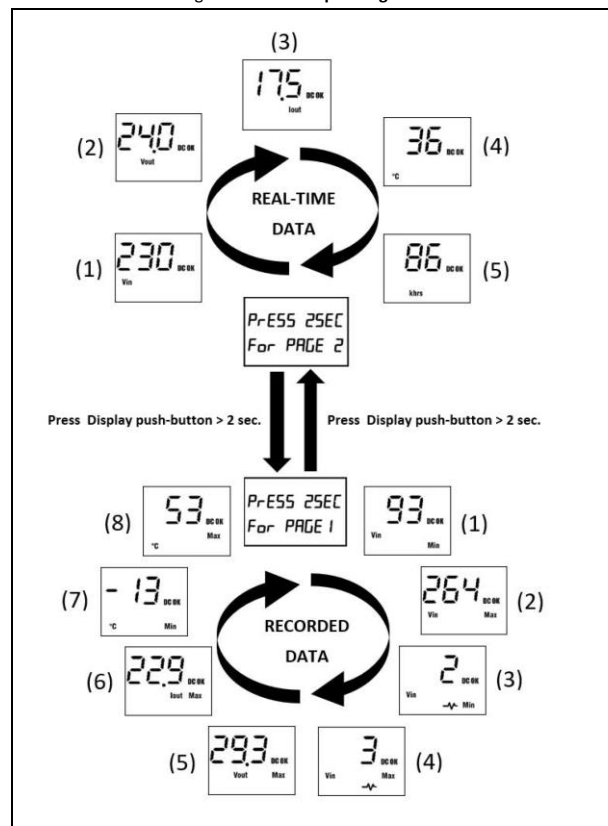 (3)
17.5 DC OK
Iout
(2)
24.0 DC OK
Vout
36 DC OK
°C
(4)
REAL-TIME
DATA
(1)
230 DC OK
Vin
86 DC OK
khrs
(5)
PrESS 2SEC
For PAGE 2
Press Display push-button > 2 sec.
Press Display push-button > 2 sec.
PrESS 2SEC
For PAGE 1
(8)
53 DC OK
Max
°C
93 DC OK
Vin
Min
(1)
(7)
-13 DC OK
°C Min
264 DC OK
Vin Max
(2)
RECORDED
DATA
(6)
22.9 DC OK
Iout Max
2 DC OK
Vin
Min
(3)
(5)
29.3 DC OK
Vout Max
3 DC OK
Vin Max
(4)